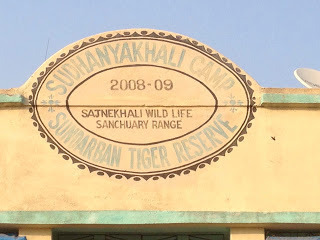 SUDHANYAKHALI CAMP
2008-09
SAJNEKHALI WILD LIFE
SANCHUARY RANGE
SUNDARBAN TIGER RESERVE